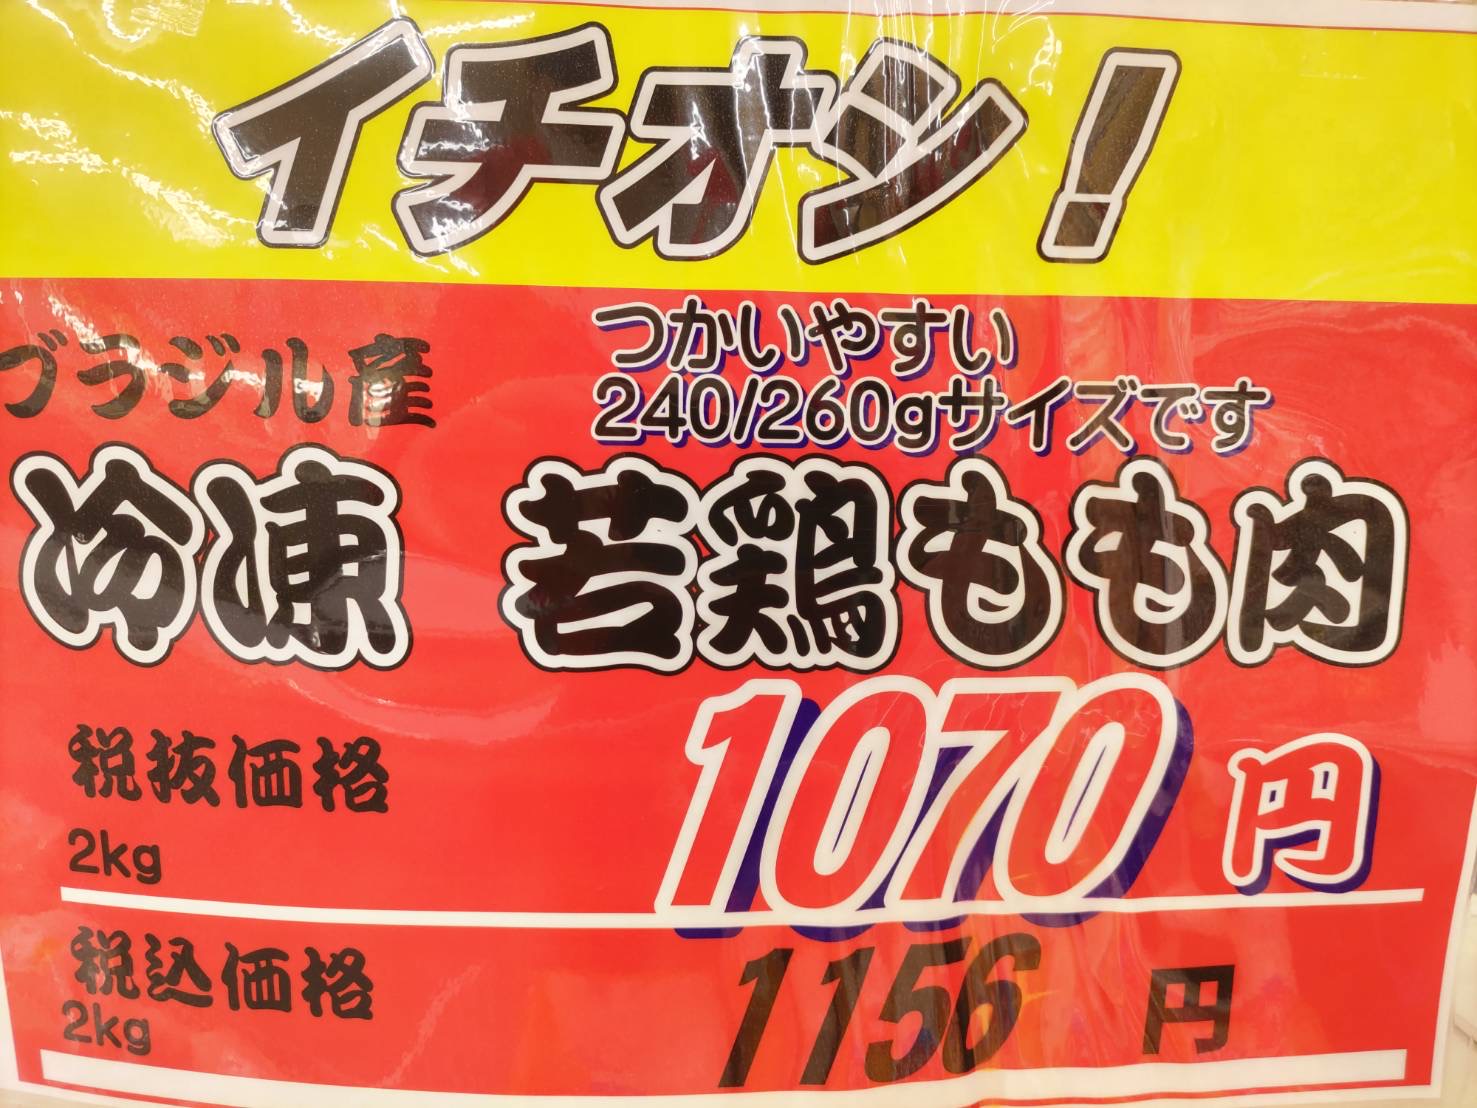 イチオシ!
ブラジル産
つかいやすい
240/260gサイズです
冷凍 若鶏もも肉
税抜価格
2kg
1070円
税込価格
2kg
1156円